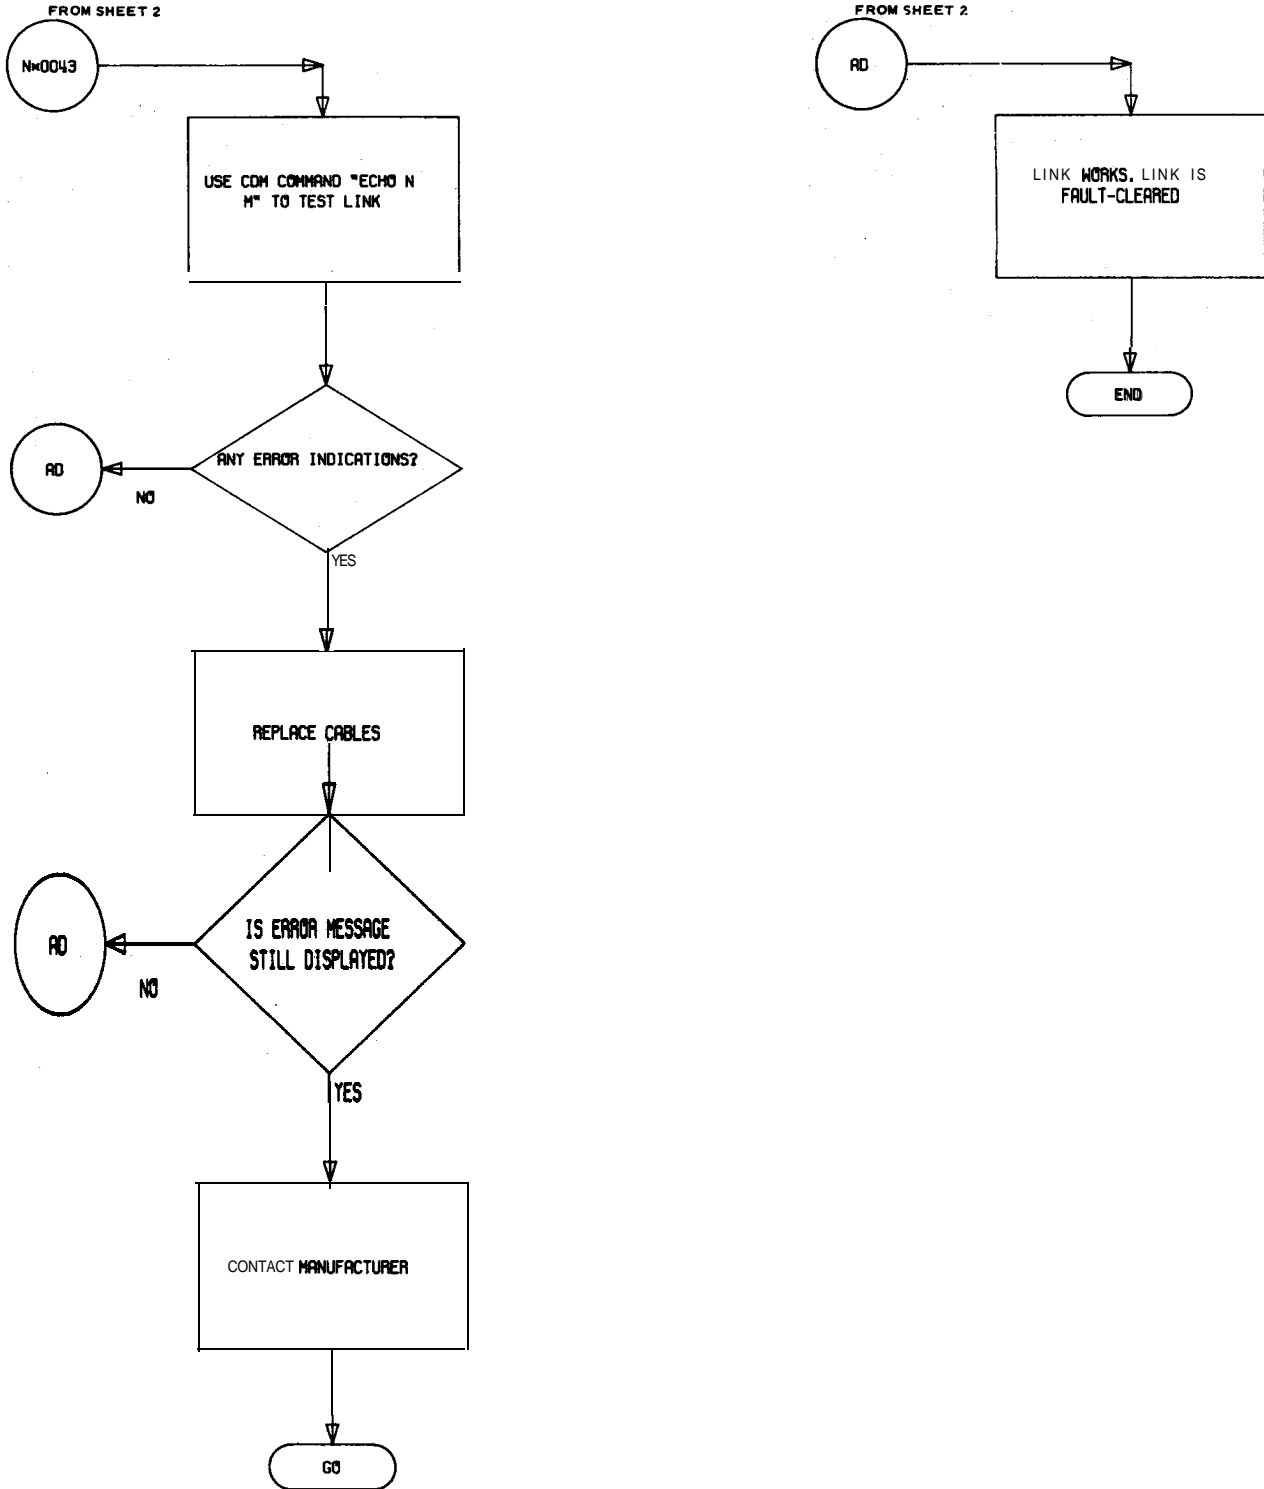 FROM SHEET 2
N*0043
USE CDM COMMAND "ECHO N
M" TO TEST LINK
ANY ERROR INDICATIONS?
AD
NO
YES
REPLACE CABLES
IS ERROR MESSAGE
STILL DISPLAYED?
AD
NO
YES
CONTACT MANUFACTURER
GO
FROM SHEET 2
AD
LINK WORKS. LINK IS
FAULT-CLEARED
END